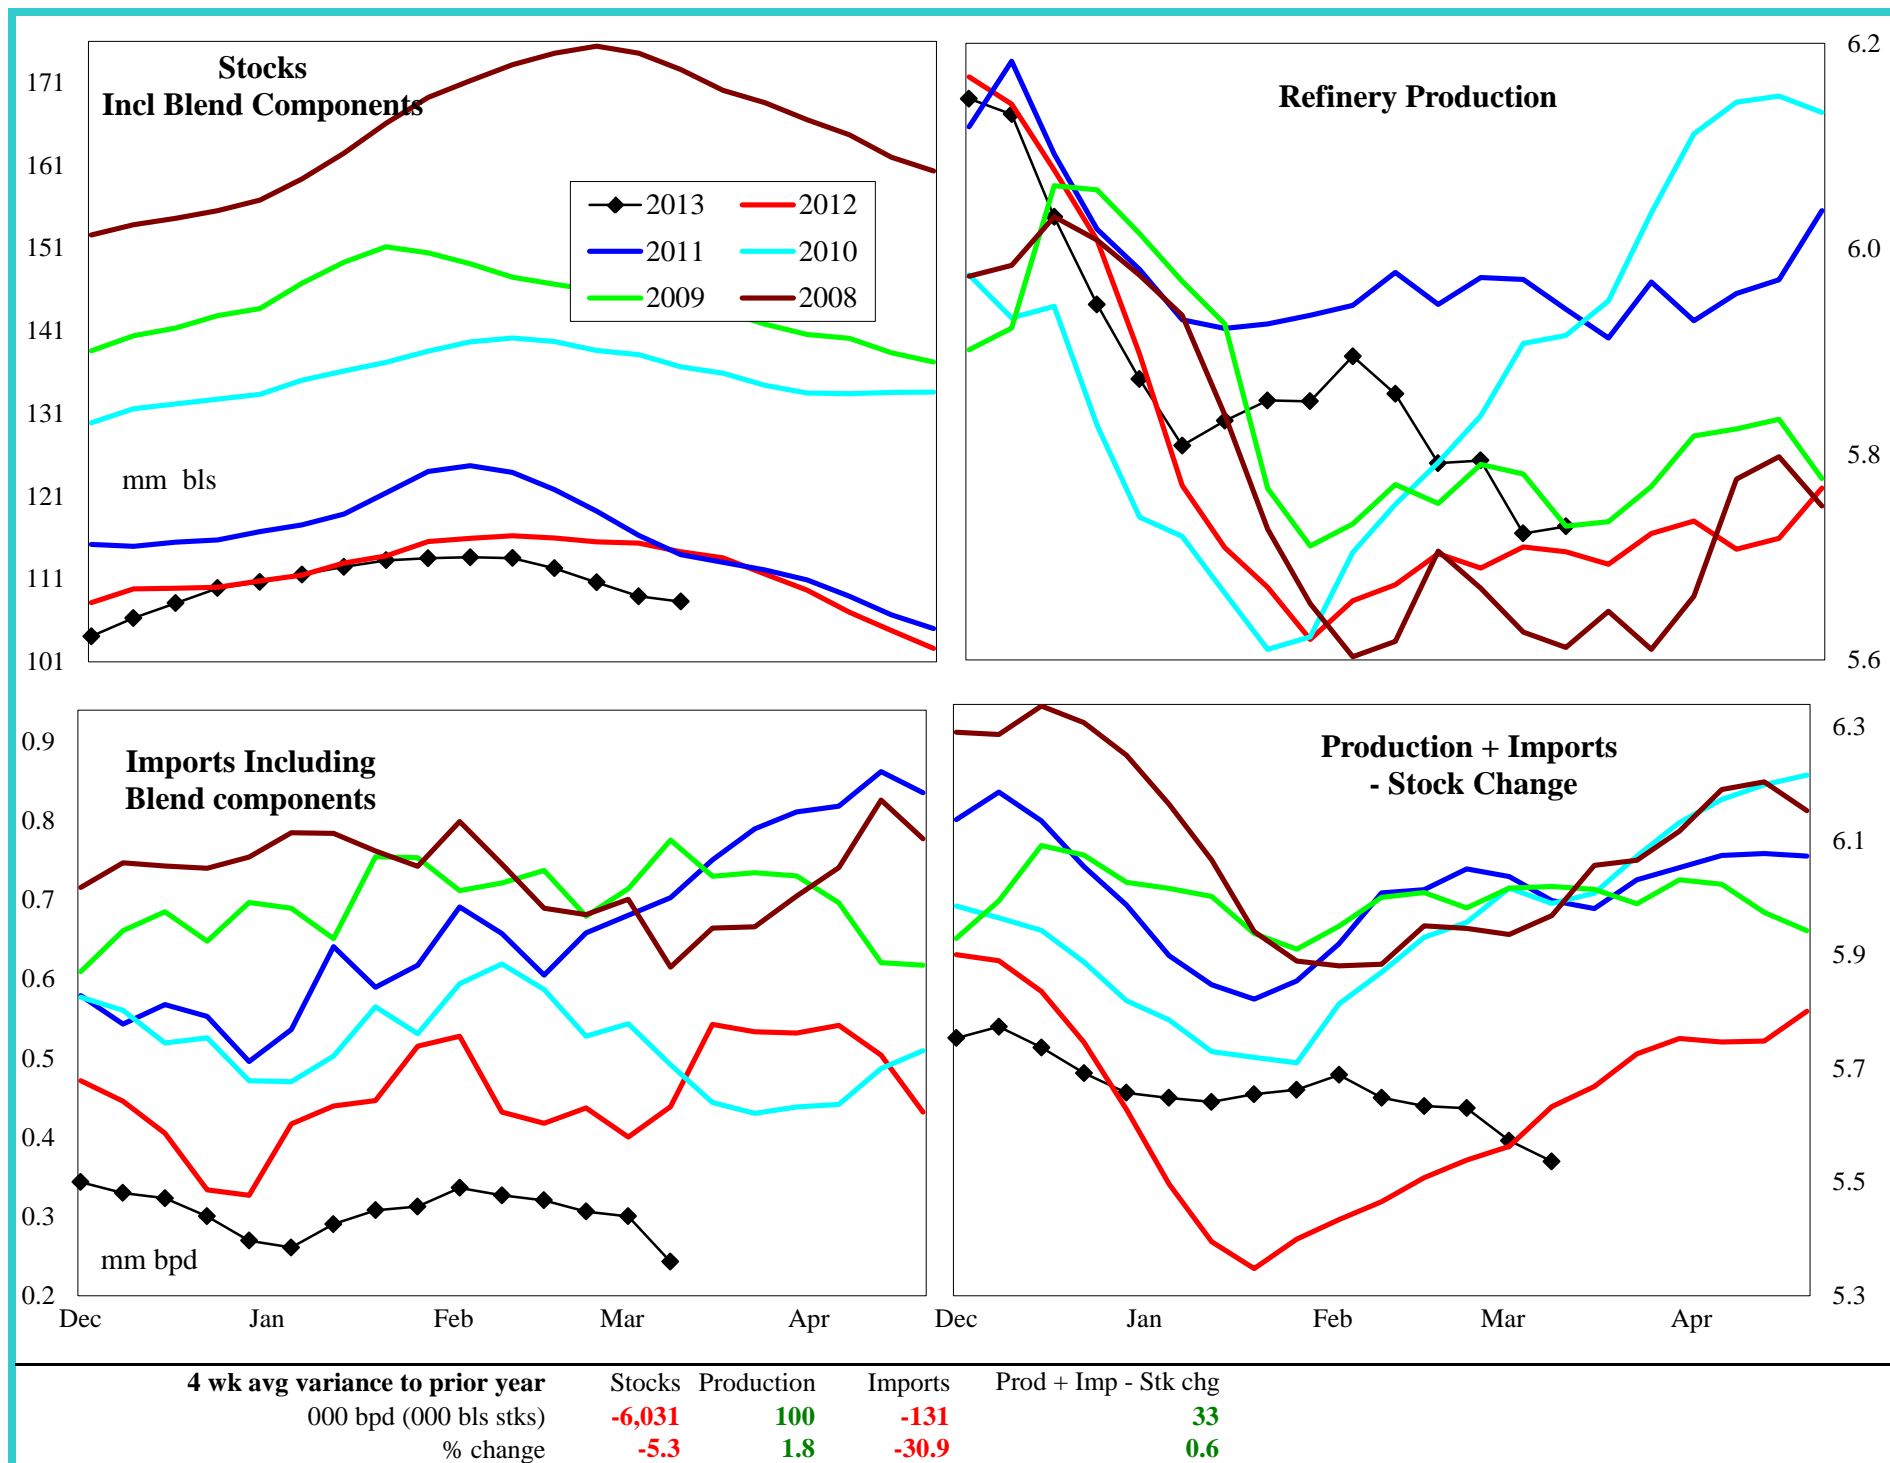 Stocks
Incl Blend Components
171
161
151
141
131
121
111
101
mm bls
2013 2012
2011 2010
2009 2008
Refinery Production
6.2
6.0
5.8
5.6
Imports Including
Blend components
0.9
0.8
0.7
0.6
0.5
0.4
0.3
0.2
mm bpd
Dec Jan Feb Mar Apr
Production + Imports
- Stock Change
6.3
6.1
5.9
5.7
5.5
5.3
Dec Jan Feb Mar Apr
4 wk avg variance to prior year Stocks Production Imports Prod + Imp - Stk chg
000 bpd (000 bls stks) -6,031 100 -131 33
% change -5.3 1.8 -30.9 0.6